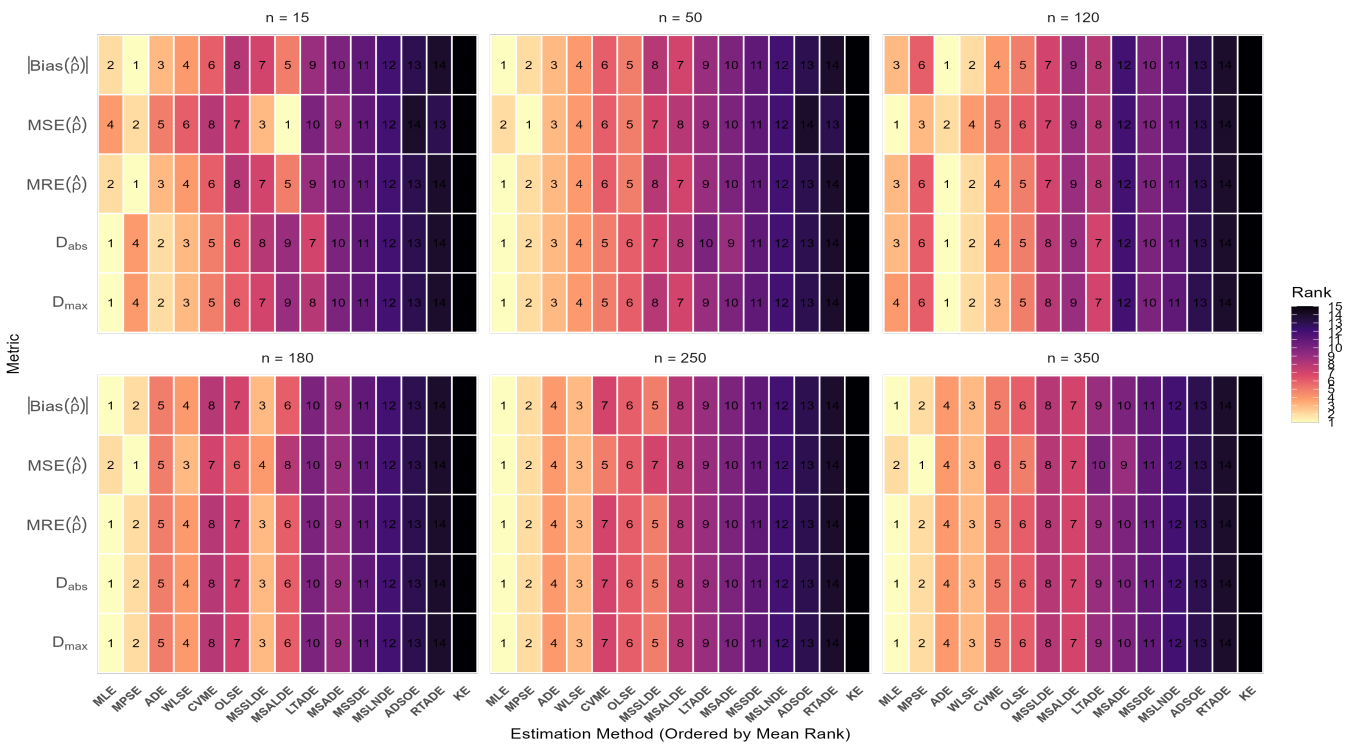 n = 15
n = 50
n = 120
|Bias(ρ̂)| 2 1 3 4 6 8 7 5 9 10 11 12 13 14 1 2 3 4 6 5 8 7 9 10 11 12 13 14 3 6 1 2 4 5 7 9 8 12 10 11 13 14
MSE(ρ̂) 4 2 5 6 8 7 3 1 10 9 11 12 14 13 2 1 3 4 6 5 7 8 9 10 11 12 14 13 1 3 2 4 5 6 7 9 8 12 10 11 13 14
MRE(ρ̂) 2 1 3 4 6 8 7 5 9 10 11 12 13 14 1 2 3 4 6 5 8 7 9 10 11 12 13 14 3 6 1 2 4 5 7 9 8 12 10 11 13 14
Dabs 1 4 2 3 5 6 8 9 7 10 11 12 13 14 1 2 3 4 5 6 7 8 10 9 11 12 13 14 3 6 1 2 4 5 8 9 7 12 10 11 13 14
Dmax 1 4 2 3 5 6 7 9 8 10 11 12 13 14 1 2 3 4 5 6 8 7 9 10 11 12 13 14 4 6 1 2 3 5 8 9 7 12 10 11 13 14
n = 180
n = 250
n = 350
|Bias(ρ̂)| 1 2 5 4 8 7 3 6 10 9 11 12 13 14 1 2 4 3 7 6 5 8 9 10 11 12 13 14 1 2 4 3 5 6 8 7 9 10 11 12 13 14
MSE(ρ̂) 2 1 5 3 7 6 4 8 10 9 11 12 13 14 1 2 4 3 5 6 7 8 9 10 11 12 13 14 2 1 4 3 6 5 8 7 10 9 11 12 13 14
MRE(ρ̂) 1 2 5 4 8 7 3 6 10 9 11 12 13 14 1 2 4 3 7 6 5 8 9 10 11 12 13 14 1 2 4 3 5 6 8 7 9 10 11 12 13 14
Dabs 1 2 5 4 8 7 3 6 10 9 11 12 13 14 1 2 4 3 7 6 5 8 9 10 11 12 13 14 1 2 4 3 5 6 8 7 9 10 11 12 13 14
Dmax 1 2 5 4 8 7 3 6 10 9 11 12 13 14 1 2 4 3 7 6 5 8 9 10 11 12 13 14 1 2 4 3 5 6 8 7 9 10 11 12 13 14
MLE MPSE ADE WLSE CVME OLSE MSSLDE MSALDE LTADE MSADE MSSDE MSLNDE ADSOE RTADE KE
MLE MPSE ADE WLSE CVME OLSE MSSLDE MSALDE LTADE MSADE MSSDE MSLNDE ADSOE RTADE KE
MLE MPSE ADE WLSE CVME OLSE MSSLDE MSALDE LTADE MSADE MSSDE MSLNDE ADSOE RTADE KE
Estimation Method (Ordered by Mean Rank)
Metric
Rank
15
14
13
12
11
10
9
8
7
6
5
4
3
2
1